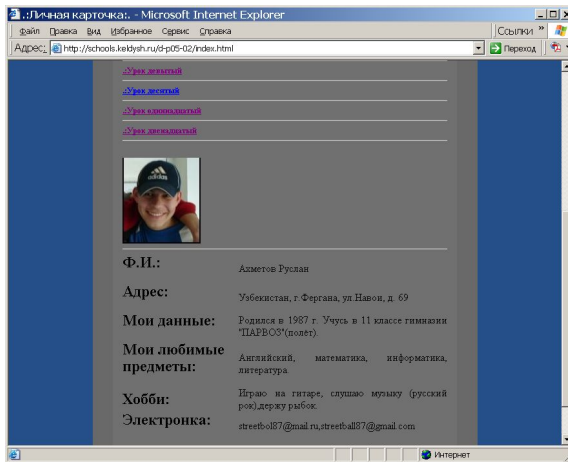 .:Личная карточка:. - Microsoft Internet Explorer
Файл Правка Вид Избранное Сервис Справка
Ссылки »
Адрес: http://schools.keldysh.ru/d-p05-02/index.html Переход
.:Урок девытый
.:Урок деситый
.:Урок одиннадцатый
.:Урок двенадцатый
adidas
Ф.И.: Ахметов Руслан
Адрес: Узбекистан, г.Фергана, ул.Навои, д. 69
Мои данные: Родился в 1987 г. Учусь в 11 классе гимназии
"ПАРВОЗ"(полёт).
Мои любимые
предметы: Английский, математика, информатика,
литература.
Хобби: Играю на гитаре, слушаю музыку (русский
рок),держу рыбок.
Электронка: streetbol87@mail.ru,streetball87@gmail.com
Интернет